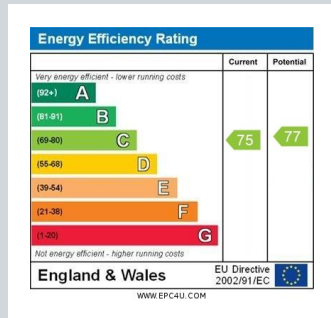 Energy Efficiency Rating
Current Potential
Very energy efficient - lower running costs
(92+) A
(81-91) B
(69-80) C 75 77
(55-68) D
(39-54) E
(21-38) F
(1-20) G
Not energy efficient - higher running costs
England & Wales EU Directive 2002/91/EC
WWW.EPC4U.COM